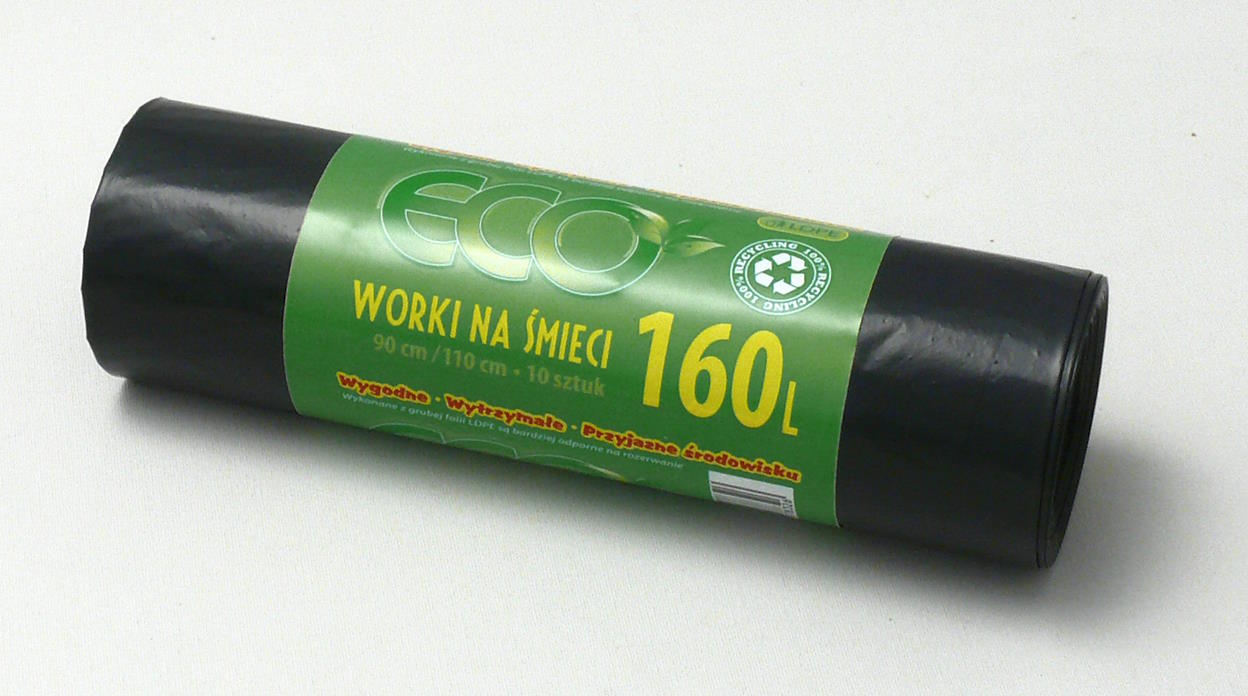 ECO
LDPE
RECYCLING 100% RECYCLING 100%
WORKI NA ŚMIECI
160L
90 cm / 110 cm • 10 sztuk
Wygodne • Wytrzymałe • Przyjazne środowisku
Wykonane z grubej folii LDPE są bardziej odporne na rozerwanie